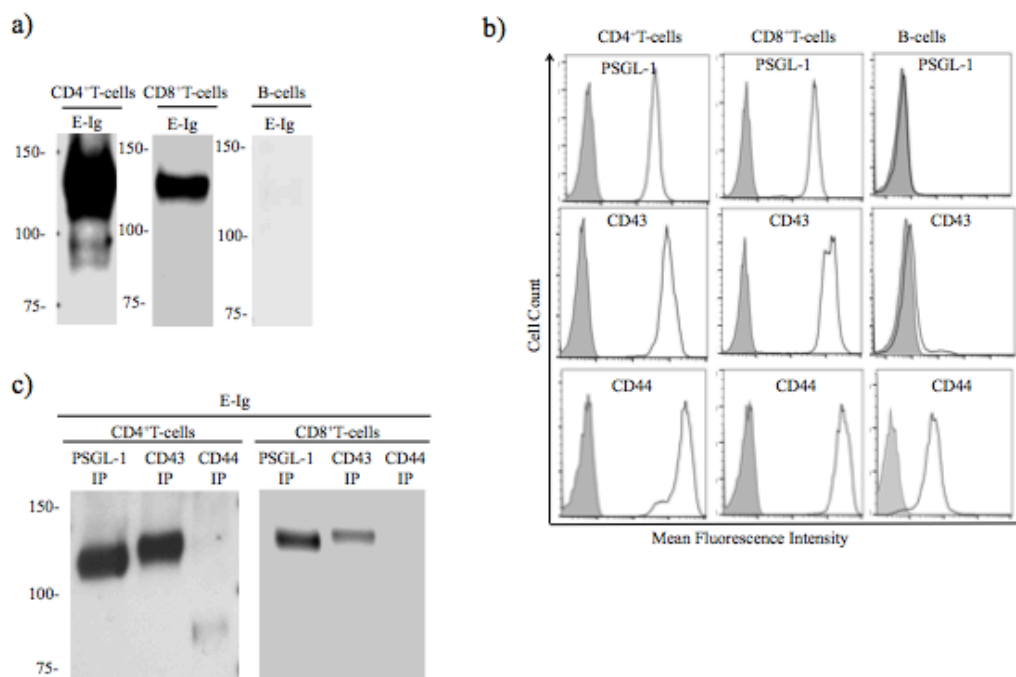 a)
CD4⁺T-cells CD8⁺T-cells B-cells
E-Ig E-Ig E-Ig
150- 150- 150-
100- 100- 100-
75- 75- 75-
b)
CD4⁺T-cells CD8⁺T-cells B-cells
PSGL-1 PSGL-1 PSGL-1
CD43 CD43 CD43
CD44 CD44 CD44
Cell Count
Mean Fluorescence Intensity
c)
E-Ig
CD4⁺T-cells CD8⁺T-cells
PSGL-1 CD43 CD44 PSGL-1 CD43 CD44
IP IP IP IP IP IP
150-
100-
75-